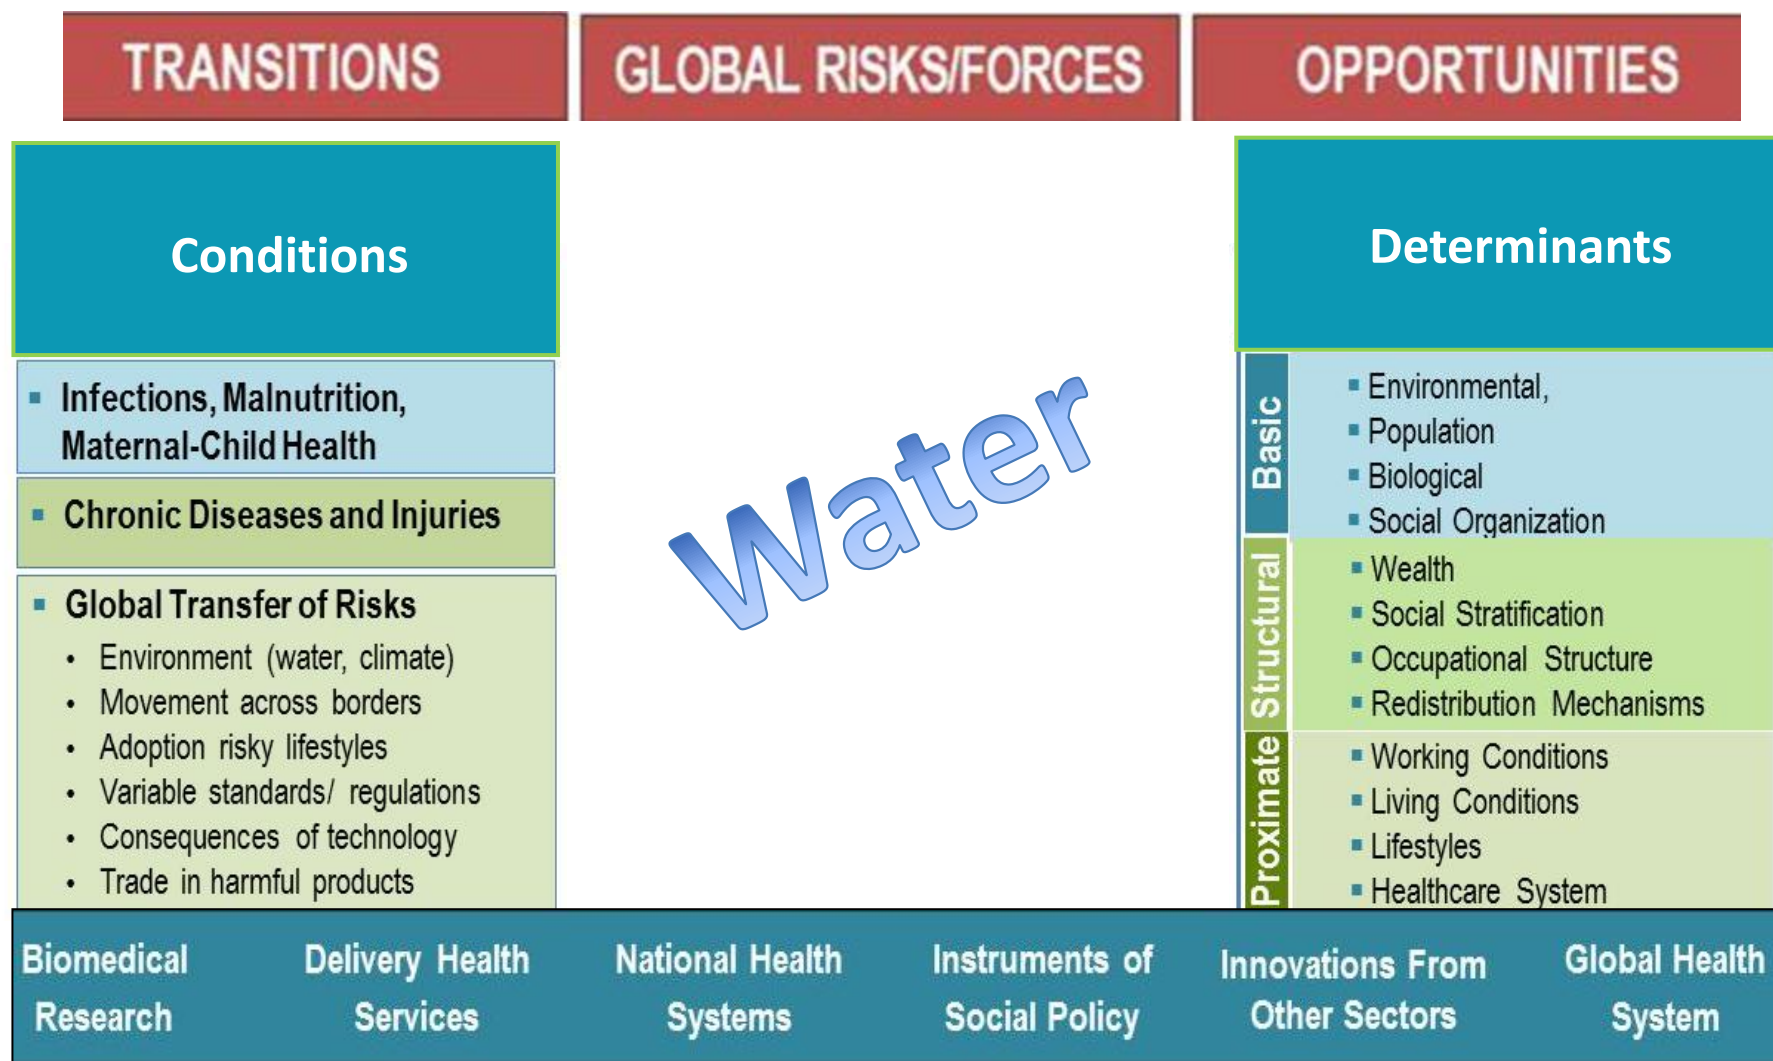 TRANSITIONS
GLOBAL RISKS/FORCES
OPPORTUNITIES
Conditions
▪ Infections, Malnutrition,
Maternal-Child Health
▪ Chronic Diseases and Injuries
▪ Global Transfer of Risks
• Environment (water, climate)
• Movement across borders
• Adoption risky lifestyles
• Variable standards/ regulations
• Consequences of technology
• Trade in harmful products
Water
Determinants
Basic
▪ Environmental,
▪ Population
▪ Biological
▪ Social Organization
Structural
▪ Wealth
▪ Social Stratification
▪ Occupational Structure
▪ Redistribution Mechanisms
Proximate
▪ Working Conditions
▪ Living Conditions
▪ Lifestyles
▪ Healthcare System
Biomedical
Research
Delivery Health
Services
National Health
Systems
Instruments of
Social Policy
Innovations From
Other Sectors
Global Health
System